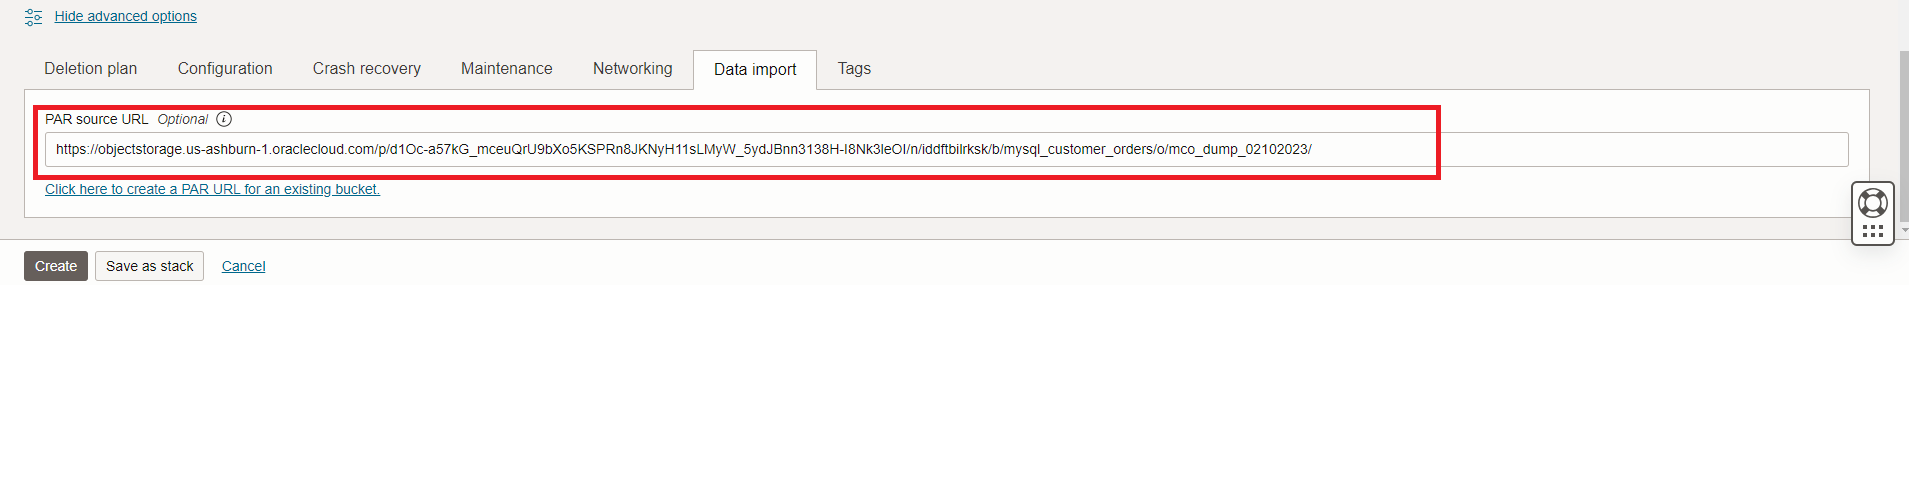 Hide advanced options
Deletion plan Configuration Crash recovery Maintenance Networking Data import Tags
PAR source URL Optional i
https://objectstorage.us-ashburn-1.oraclecloud.com/p/d1Oc-a57kG_mceuQrU9bXo5KSPRn8JKNyH11sLMyW_5ydJBnn3138H-I8Nk3leOI/n/iddftbilrksk/b/mysql_customer_orders/o/mco_dump_02102023/
Click here to create a PAR URL for an existing bucket.
Create Save as stack Cancel